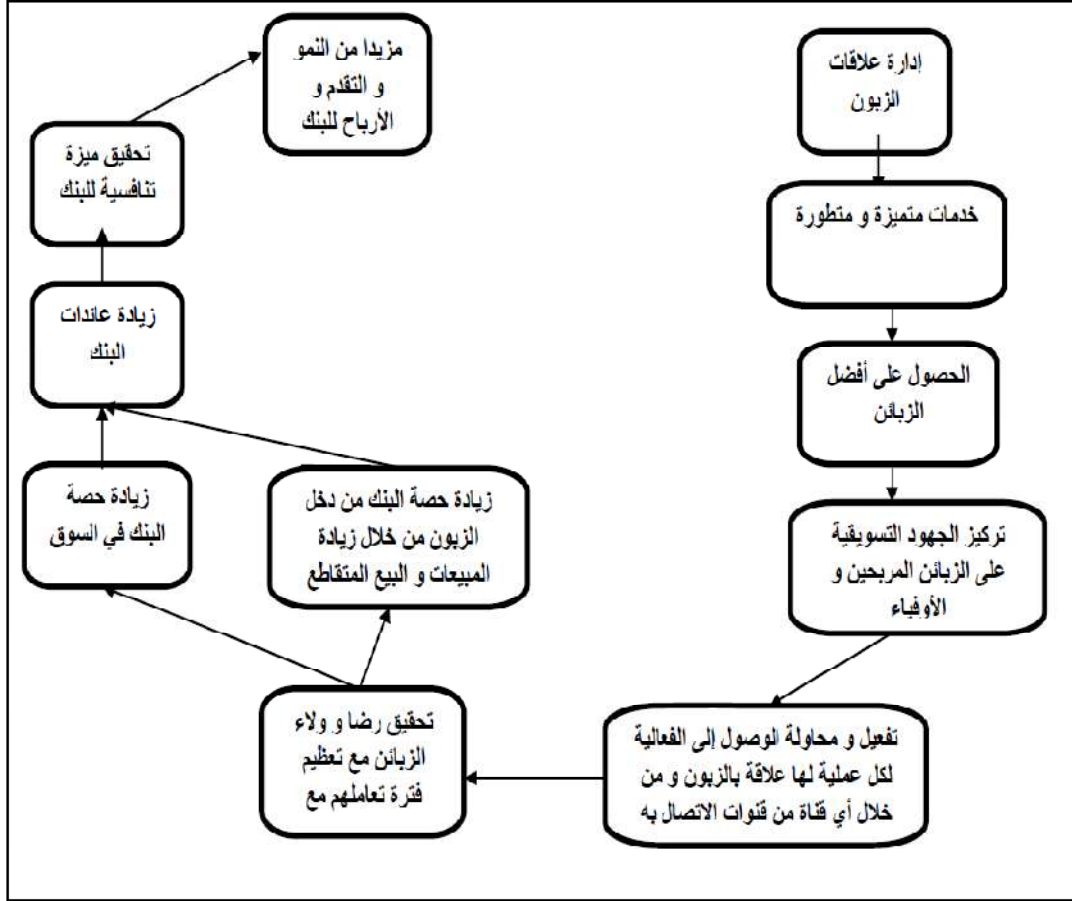 إدارة علاقات
الزبون
خدمات متميزة و متطورة
الحصول على أفضل
الزبائن
تركيز الجهود التسويقية
على الزبائن المربحين و
الأوفياء
تفعيل و محاولة الوصول إلى الفعالية
لكل عملية لها علاقة بالزبون و من
خلال أي قناة من قنوات الاتصال به
تحقيق رضا و ولاء
الزبائن مع تعظيم
فترة تعاملهم مع
زيادة حصة البنك من دخل
الزبون من خلال زيادة
المبيعات و البيع المتقاطع
زيادة حصة
البنك في السوق
زيادة عائدات
البنك
تحقيق ميزة
تنافسية للبنك
مزيدا من النمو
و التقدم و
الأرباح للبنك